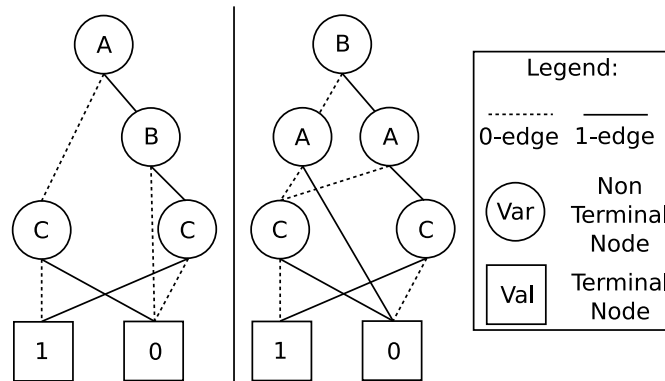 A
B
C
C
1
0
B
A
A
C
C
1
0
Legend:
0-edge
1-edge
Var
Non
Terminal
Node
Val
Terminal
Node